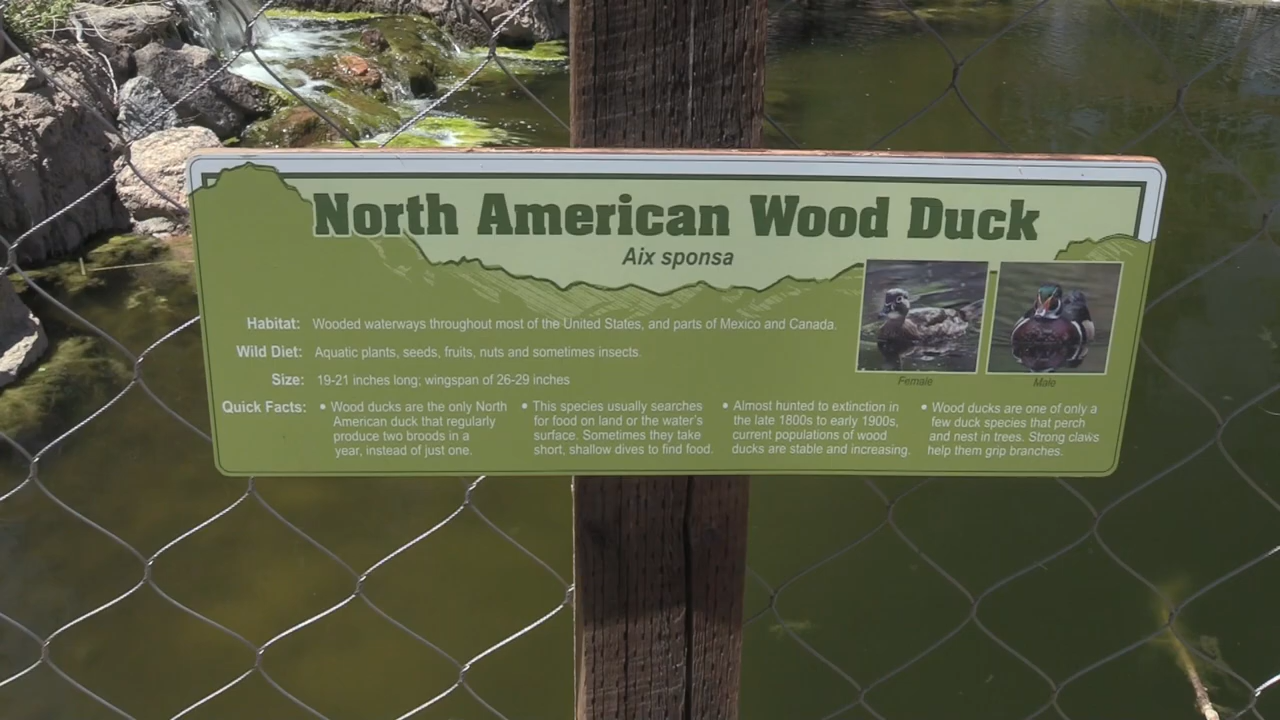 North American Wood Duck
Aix sponsa
Habitat: Wooded waterways throughout most of the United States, and parts of Mexico and Canada.
Wild Diet: Aquatic plants, seeds, fruits, nuts and sometimes insects.
Size: 19-21 inches long; wingspan of 26-29 inches
Female
Male
Quick Facts:
• Wood ducks are the only North
American duck that regularly
produce two broods in a
year, instead of just one.
• This species usually searches
for food on land or the water's
surface. Sometimes they take
short, shallow dives to find food.
• Almost hunted to extinction in
the late 1800s to early 1900s,
current populations of wood
ducks are stable and increasing.
• Wood ducks are one of only a
few duck species that perch
and nest in trees. Strong claws
help them grip branches.